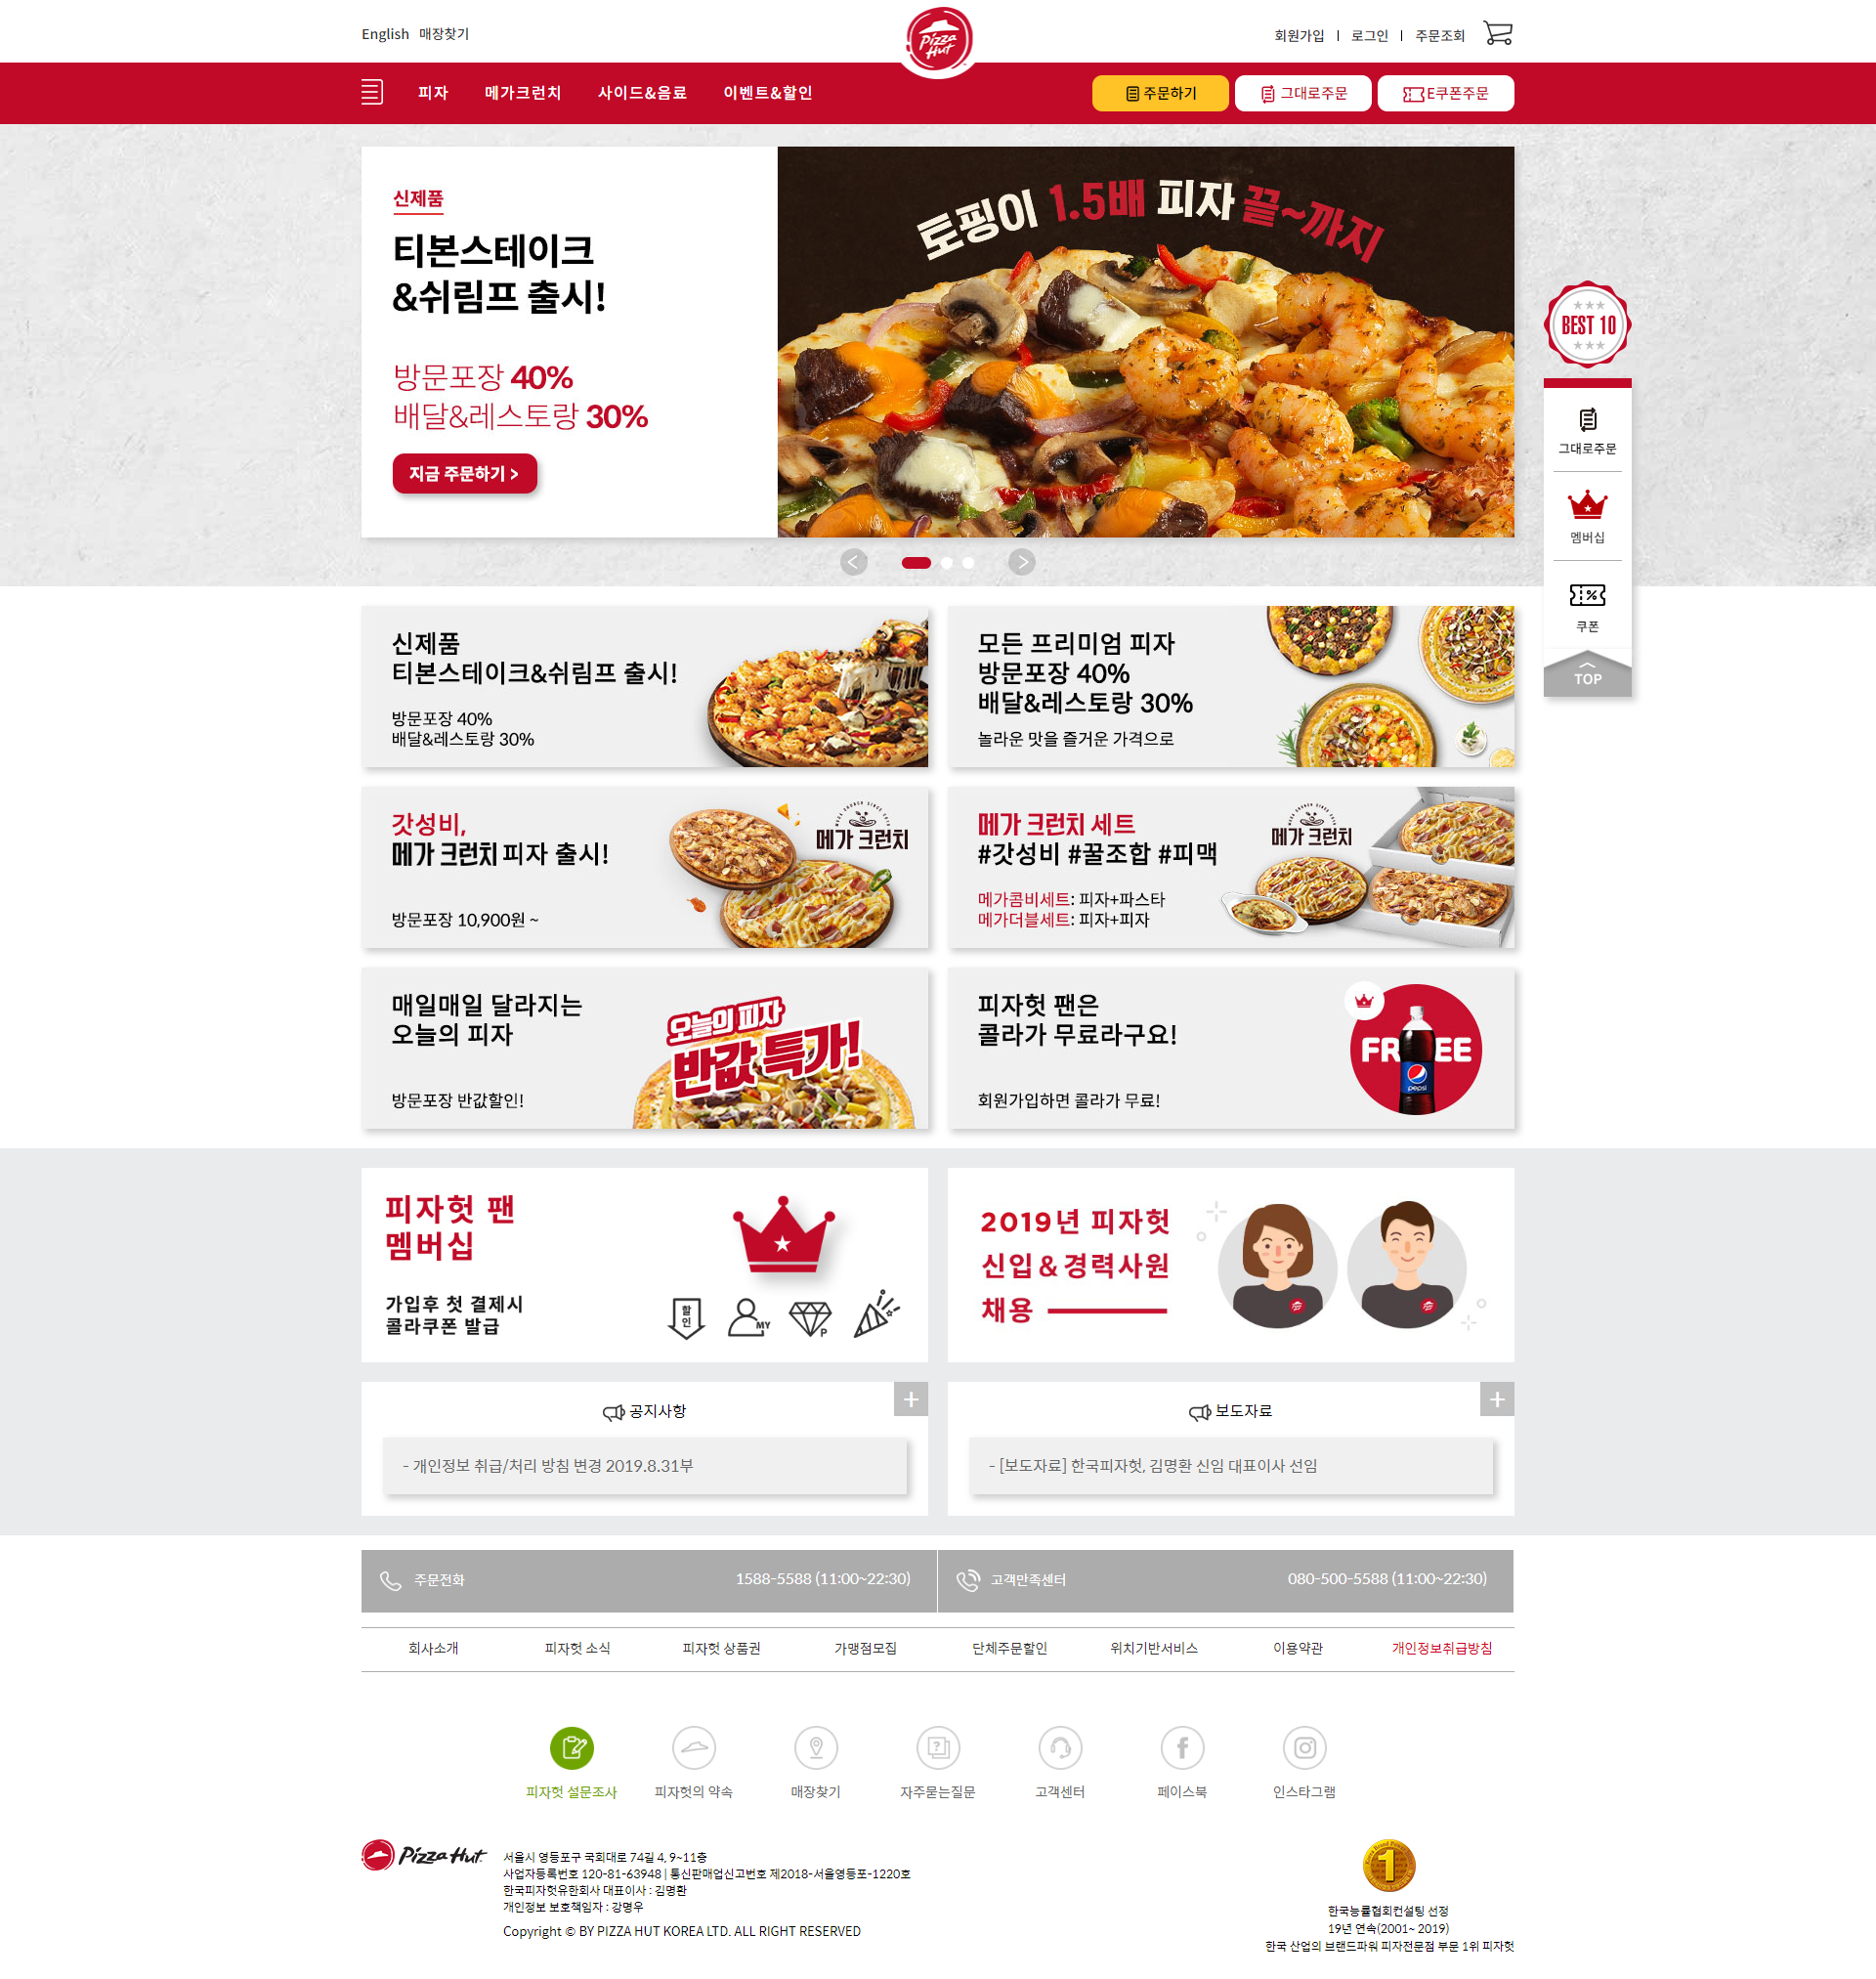 English 매장찾기
Pizza Hut
회원가입 | 로그인 | 주문조회
피자 메가크런치 사이드&음료 이벤트&할인
주문하기 그대로주문 E쿠폰주문
신제품
티본스테이크
&쉬림프 출시!
방문포장 40%
배달&레스토랑 30%
지금 주문하기 >
토핑이 1.5배 피자 끝~까지
BEST 10
그대로주문
멤버십
쿠폰
TOP
신제품
티본스테이크&쉬림프 출시!
방문포장 40%
배달&레스토랑 30%
모든 프리미엄 피자
방문포장 40%
배달&레스토랑 30%
놀라운 맛을 즐거운 가격으로
갓성비,
메가 크런치 피자 출시!
방문포장 10,900원 ~
메가 크런치
메가 크런치 세트
#갓성비 #꿀조합 #피맥
메가콤비세트: 피자+파스타
메가더블세트: 피자+피자
메가 크런치
매일매일 달라지는
오늘의 피자
방문포장 반값할인!
오늘의 피자
반값 특가!
피자헛 팬은
콜라가 무료라구요!
회원가입하면 콜라가 무료!
FREE
pepsi
피자헛 팬
멤버십
가입후 첫 결제시
콜라쿠폰 발급
할인
MY
P
2019년 피자헛
신입&경력사원
채용
공지사항
- 개인정보 취급/처리 방침 변경 2019.8.31부
보도자료
- [보도자료] 한국피자헛, 김명환 신임 대표이사 선임
주문전화 1588-5588 (11:00~22:30)
고객만족센터 080-500-5588 (11:00~22:30)
회사소개 피자헛 소식 피자헛 상품권 가맹점모집 단체주문할인 위치기반서비스 이용약관 개인정보취급방침
피자헛 설문조사 피자헛의 약속 매장찾기 자주묻는질문 고객센터 페이스북 인스타그램
Pizza Hut
서울시 영등포구 국회대로 74길 4, 9~11층
사업자등록번호 120-81-63948 | 통신판매업신고번호 제2018-서울영등포-1220호
한국피자헛유한회사 대표이사 : 김명환
개인정보 보호책임자 : 강명우
Copyright © BY PIZZA HUT KOREA LTD. ALL RIGHT RESERVED
1
한국능률협회컨설팅 선정
19년 연속(2001~ 2019)
한국 산업의 브랜드파워 피자전문점 부문 1위 피자헛